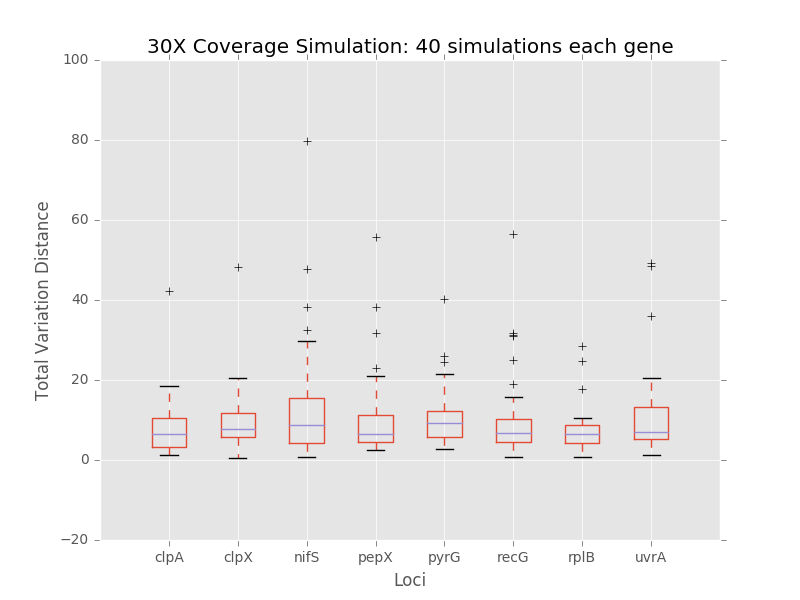 30X Coverage Simulation: 40 simulations each gene
100
80
60
40
20
0
−20
Total Variation Distance
clpA clpX nifS pepX pyrG recG rplB uvrA
Loci